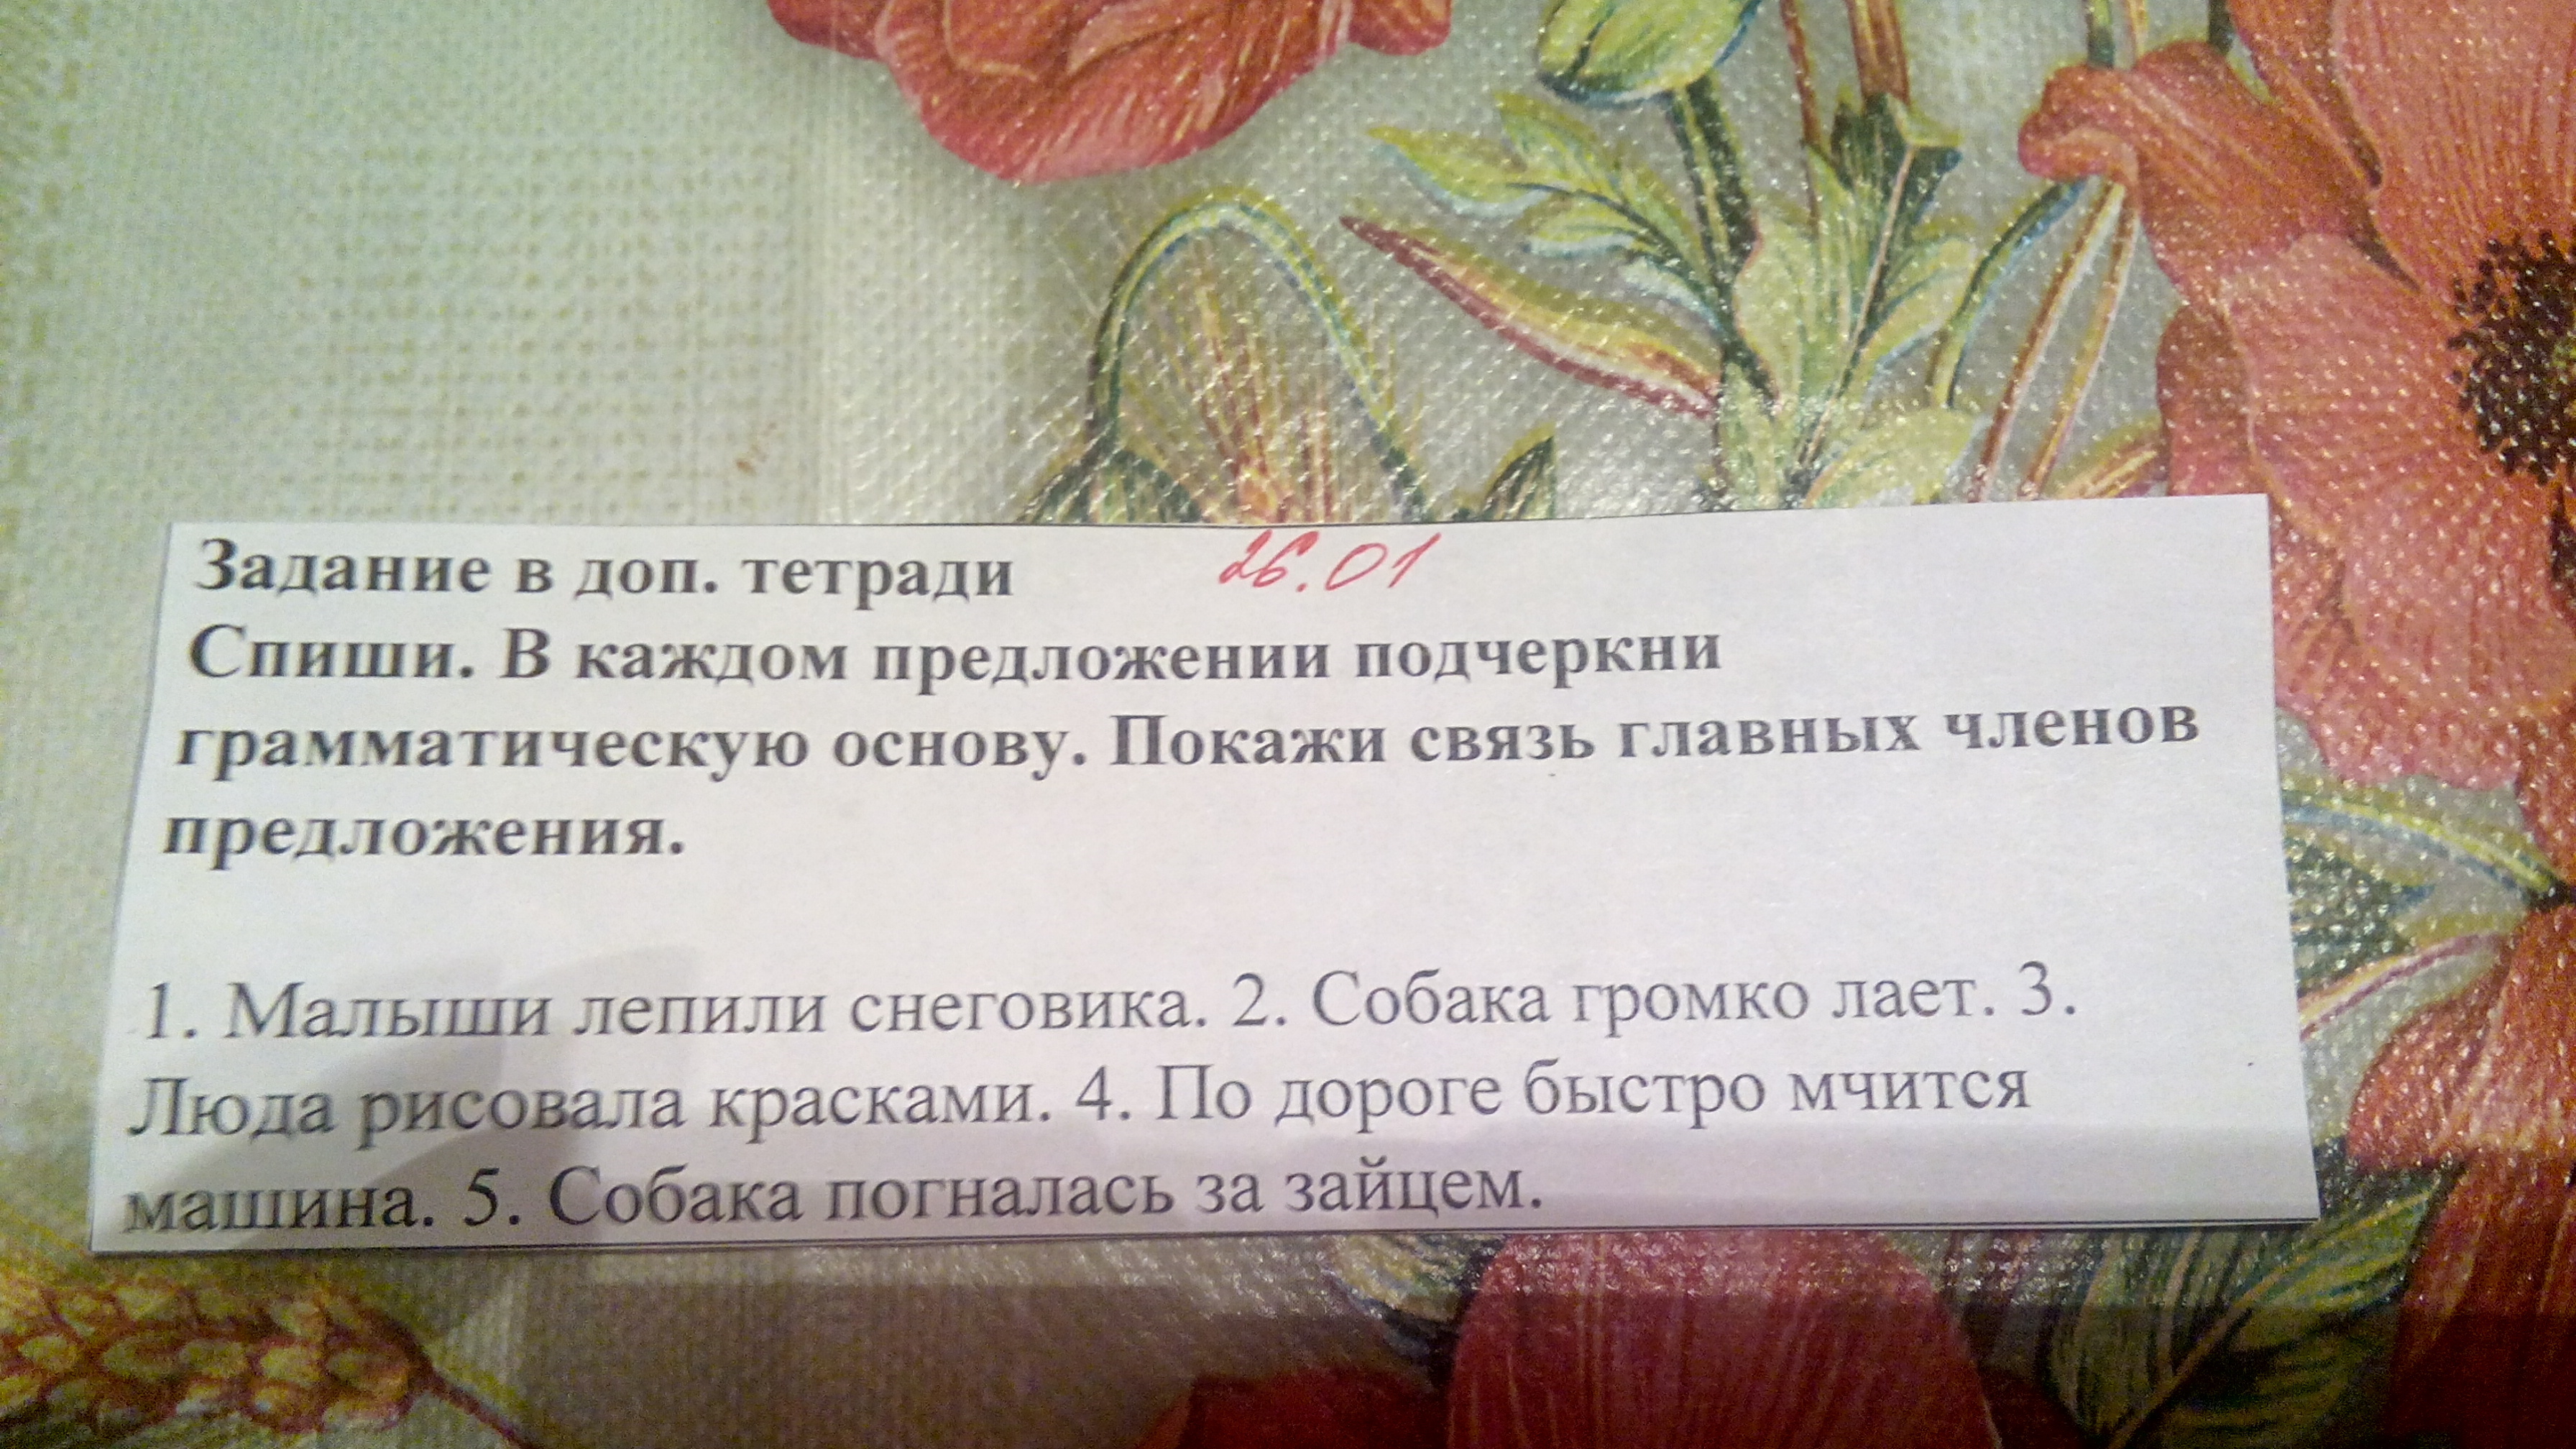 Задание в доп. тетради 26.01
Спиши. В каждом предложении подчеркни
грамматическую основу. Покажи связь главных членов
предложения.
1. Малыши лепили снеговика. 2. Собака громко лает. 3.
Люда рисовала красками. 4. По дороге быстро мчится
машина. 5. Собака погналась за зайцем.